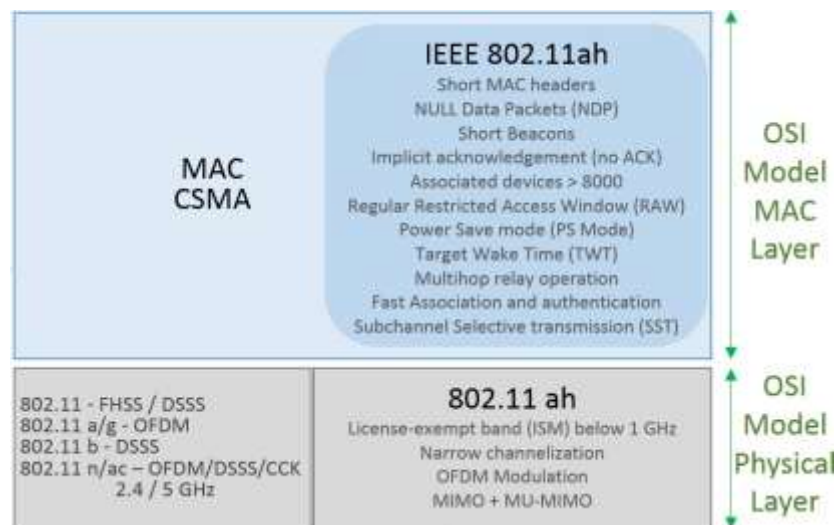 MAC
CSMA
IEEE 802.11ah
Short MAC headers
NULL Data Packets (NDP)
Short Beacons
Implicit acknowledgement (no ACK)
Associated devices > 8000
Regular Restricted Access Window (RAW)
Power Save mode (PS Mode)
Target Wake Time (TWT)
Multihop relay operation
Fast Association and authentication
Subchannel Selective transmission (SST)
OSI
Model
MAC
Layer
802.11 - FHSS / DSSS
802.11 a/g - OFDM
802.11 b - DSSS
802.11 n/ac – OFDM/DSSS/CCK
2.4 / 5 GHz
802.11 ah
License-exempt band (ISM) below 1 GHz
Narrow channelization
OFDM Modulation
MIMO + MU-MIMO
OSI
Model
Physical
Layer